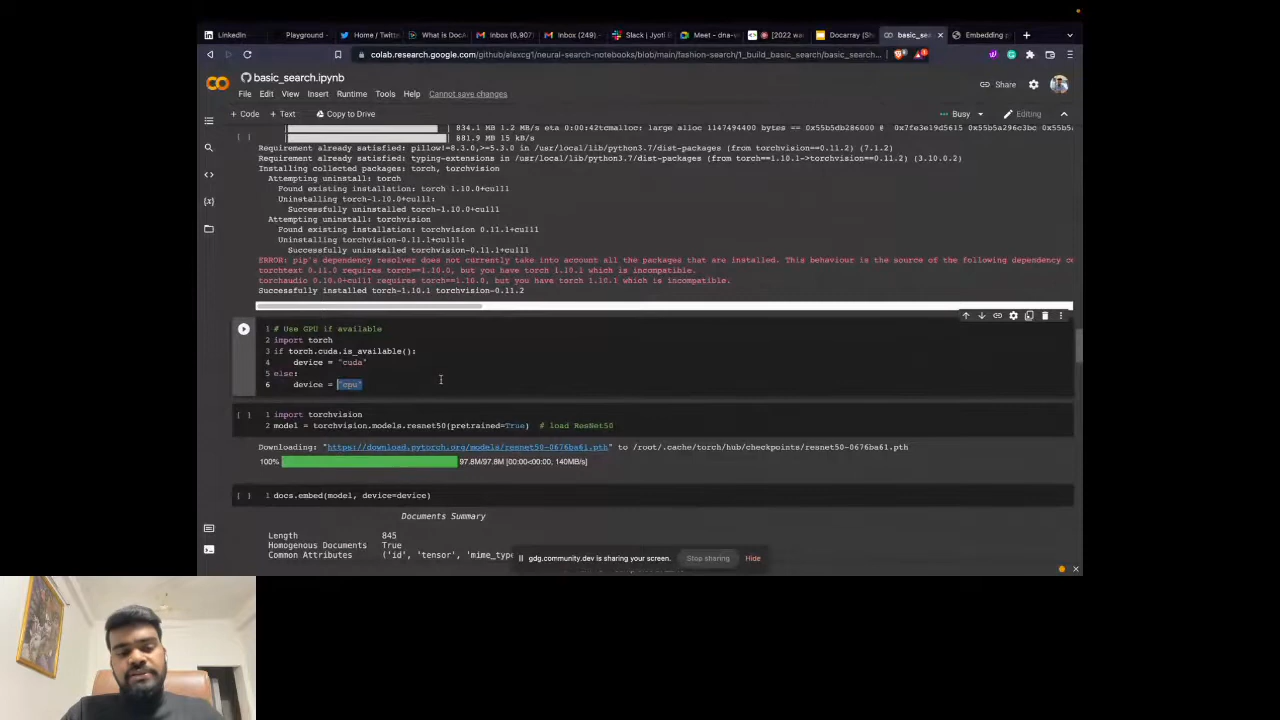 LinkedIn Playground Home / Twitter What is DocA Inbox (6,907) Inbox (243) Slack | Jyoti B Meet - dna-v [2022 wa Docarray (Sh basic_sea Embedding c
colab.research.google.com/github/alexcg1/neural-search-notebooks/blob/main/fashion-search/1_build_basic_search/basic_search...
basic_search.ipynb
File Edit View Insert Runtime Tools Help Cannot save changes
Share
+ Code + Text Copy to Drive
Busy Editing
| 834.1 MB 1.2 MB/s eta 0:00:42tcmalloc: large alloc 1147494400 bytes == 0x55b5db286000 @
| 881.9 MB 15 kB/s
Requirement already satisfied: pillow!=8.3.0,>=5.3.0 in /usr/local/lib/python3.7/dist-packages (from torchvision==0.11.2) (7.1.2)
Requirement already satisfied: typing-extensions in /usr/local/lib/python3.7/dist-packages (from torch==1.10.1->torchvision==0.11.2) (3.10.0.2)
Installing collected packages: torch, torchvision
Attempting uninstall: torch
Found existing installation: torch 1.10.0+cu111
Uninstalling torch-1.10.0+cu111:
Successfully uninstalled torch-1.10.0+cu111
Attempting uninstall: torchvision
Found existing installation: torchvision 0.11.1+cu111
Uninstalling torchvision-0.11.1+cu111:
Successfully uninstalled torchvision-0.11.1+cu111
ERROR: pip's dependency resolver does not currently take into account all the packages that are installed. This behaviour is the source of the following dependency co
torchtext 0.11.0 requires torch==1.10.0, but you have torch 1.10.1 which is incompatible.
torchaudio 0.10.0+cu111 requires torch==1.10.0, but you have torch 1.10.1 which is incompatible.
Successfully installed torch-1.10.1 torchvision-0.11.2
1 # Use GPU if available
2 import torch
3 if torch.cuda.is_available():
4 device = "cuda"
5 else:
6 device = "cpu"
[ ] 1 import torchvision
2 model = torchvision.models.resnet50(pretrained=True) # load ResNet50
Downloading: "https://download.pytorch.org/models/resnet50-0676ba61.pth" to /root/.cache/torch/hub/checkpoints/resnet50-0676ba61.pth
100% 97.8M/97.8M [00:00<00:00, 140MB/s]
[ ] 1 docs.embed(model, device=device)
Documents Summary
Length 845
Homogenous Documents True
Common Attributes ('id', 'tensor', 'mime_typ
gdg.community.dev is sharing your screen. Stop sharing Hide